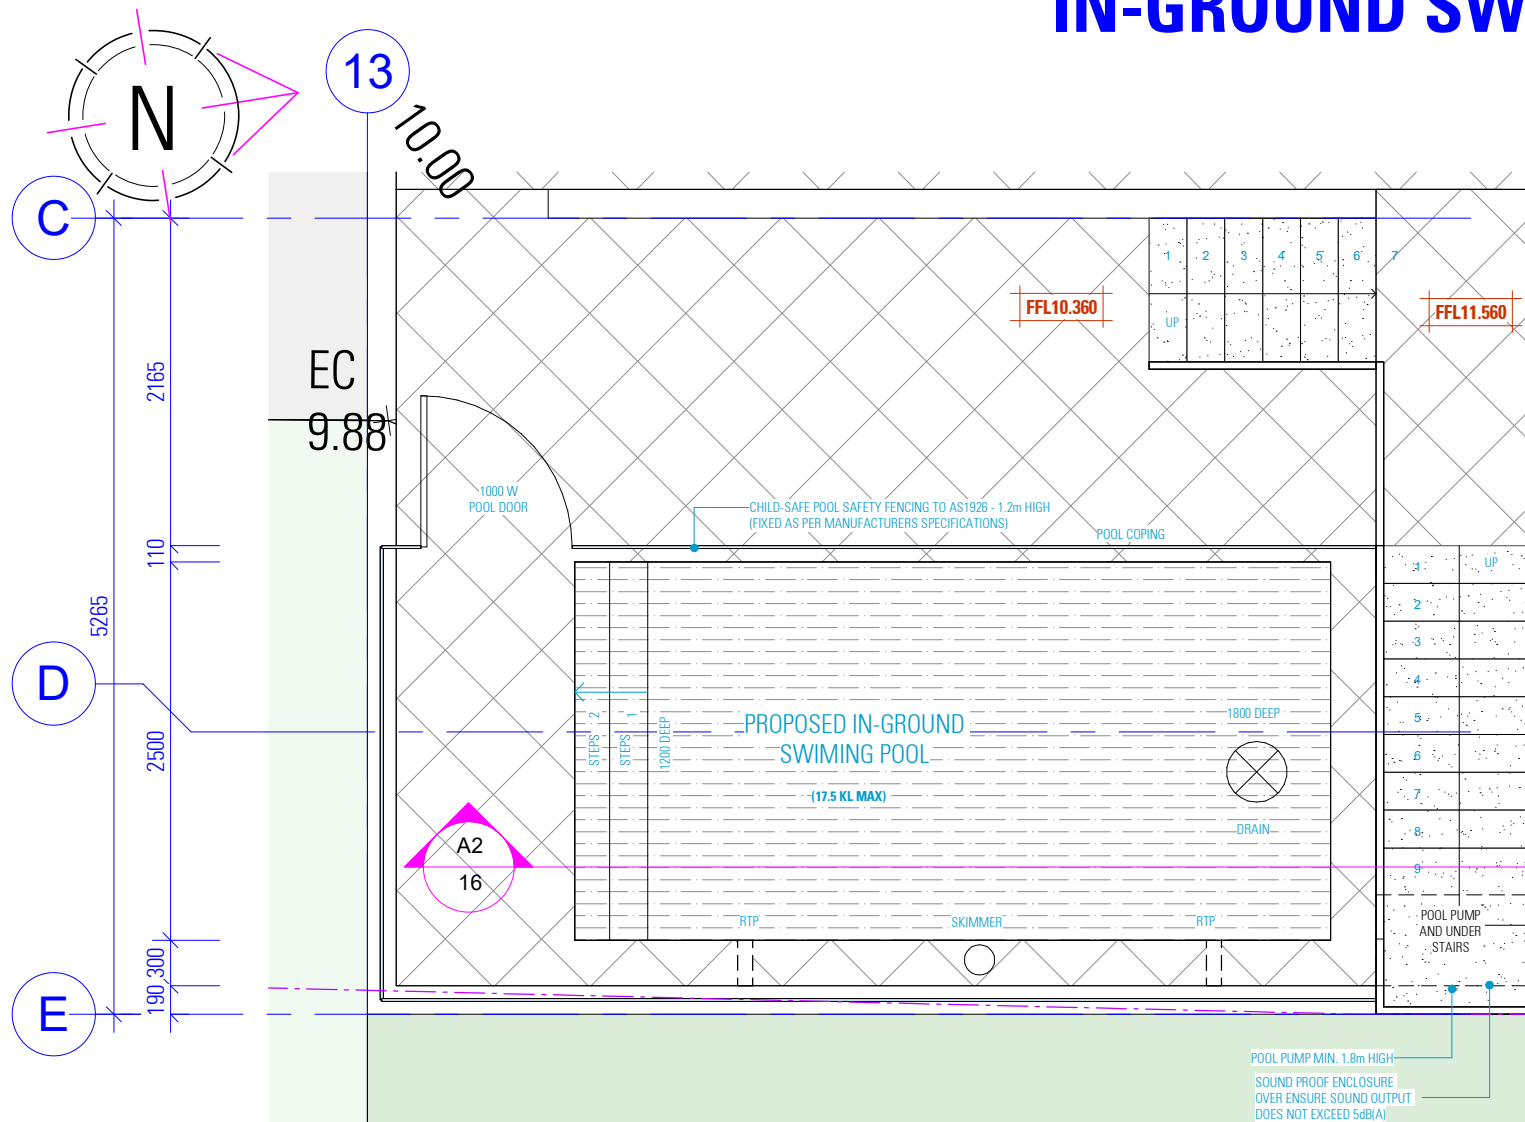 IN-GROUND SW
N
13
10.00
C
1 2 3 4 5 6 7
FFL10.360
FFL11.560
UP
EC
9.88
2165
1000 W
POOL DOOR
CHILD-SAFE POOL SAFETY FENCING TO AS1926 - 1.2m HIGH
(FIXED AS PER MANUFACTURERS SPECIFICATIONS)
POOL COPING
110
5265
1
UP
2
3
4
5
6
7
8
9
D
2500
STEPS 2
STEPS 1
1200 DEEP
PROPOSED IN-GROUND
SWIMING POOL
(17.5 KL MAX)
1800 DEEP
DRAIN
A2
16
RTP
SKIMMER
RTP
POOL PUMP
AND UNDER
STAIRS
300
190
E
POOL PUMP MIN. 1.8m HIGH
SOUND PROOF ENCLOSURE
OVER ENSURE SOUND OUTPUT
DOES NOT EXCEED 5dB(A)